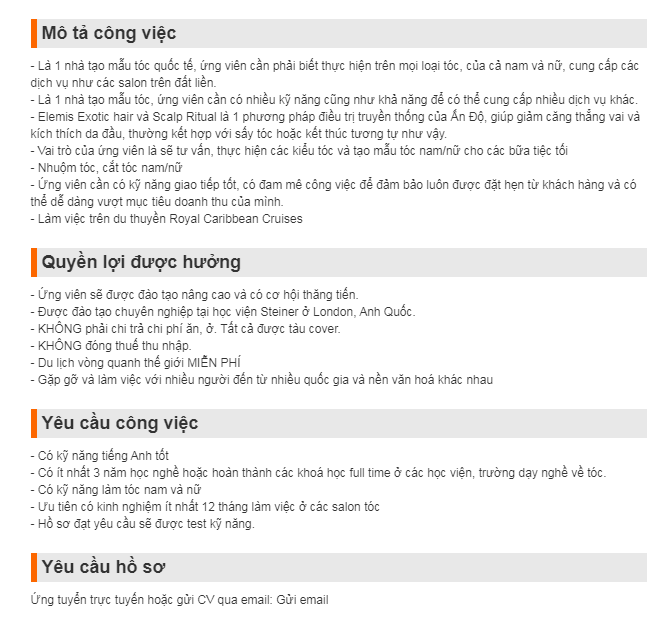 Mô tả công việc
- Là 1 nhà tạo mẫu tóc quốc tế, ứng viên cần phải biết thực hiện trên mọi loại tóc, của cả nam và nữ, cung cấp các
dịch vụ như các salon trên đất liền.
- Là 1 nhà tạo mẫu tóc, ứng viên cần có nhiều kỹ năng cũng như khả năng để có thể cung cấp nhiều dịch vụ khác.
- Elemis Exotic hair và Scalp Ritual là 1 phương pháp điều trị truyền thống của Ấn Độ, giúp giảm căng thẳng vai và
kích thích da đầu, thường kết hợp với sấy tóc hoặc kết thúc tương tự như vậy.
- Vai trò của ứng viên là sẽ tư vấn, thực hiện các kiểu tóc và tạo mẫu tóc nam/nữ cho các bữa tiệc tối
- Nhuộm tóc, cắt tóc nam/nữ
- Ứng viên cần có kỹ năng giao tiếp tốt, có đam mê công việc để đảm bảo luôn được đặt hẹn từ khách hàng và có
thể dễ dàng vượt mục tiêu doanh thu của mình.
- Làm việc trên du thuyền Royal Caribbean Cruises
Quyền lợi được hưởng
- Ứng viên sẽ được đào tạo nâng cao và có cơ hội thăng tiến.
- Được đào tạo chuyên nghiệp tại học viện Steiner ở London, Anh Quốc.
- KHÔNG phải chi trả chi phí ăn, ở. Tất cả được tàu cover.
- KHÔNG đóng thuế thu nhập.
- Du lịch vòng quanh thế giới MIỄN PHÍ
- Gặp gỡ và làm việc với nhiều người đến từ nhiều quốc gia và nền văn hoá khác nhau
Yêu cầu công việc
- Có kỹ năng tiếng Anh tốt
- Có ít nhất 3 năm học nghề hoặc hoàn thành các khoá học full time ở các học viện, trường dạy nghề về tóc.
- Có kỹ năng làm tóc nam và nữ
- Ưu tiên có kinh nghiệm ít nhất 12 tháng làm việc ở các salon tóc
- Hồ sơ đạt yêu cầu sẽ được test kỹ năng.
Yêu cầu hồ sơ
Ứng tuyển trực tuyến hoặc gửi CV qua email: Gửi email